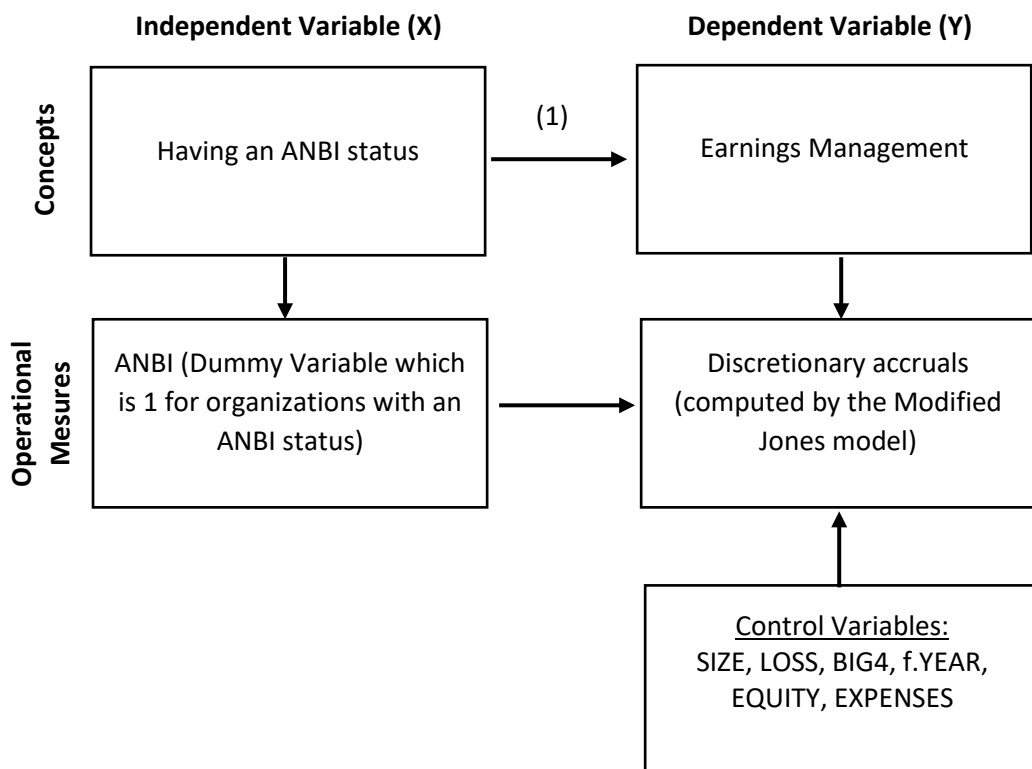 Independent Variable (X)
Dependent Variable (Y)
Concepts
Having an ANBI status
(1)
Earnings Management
Operational
Mesures
ANBI (Dummy Variable which
is 1 for organizations with an
ANBI status)
Discretionary accruals
(computed by the Modified
Jones model)
Control Variables:
SIZE, LOSS, BIG4, f.YEAR,
EQUITY, EXPENSES